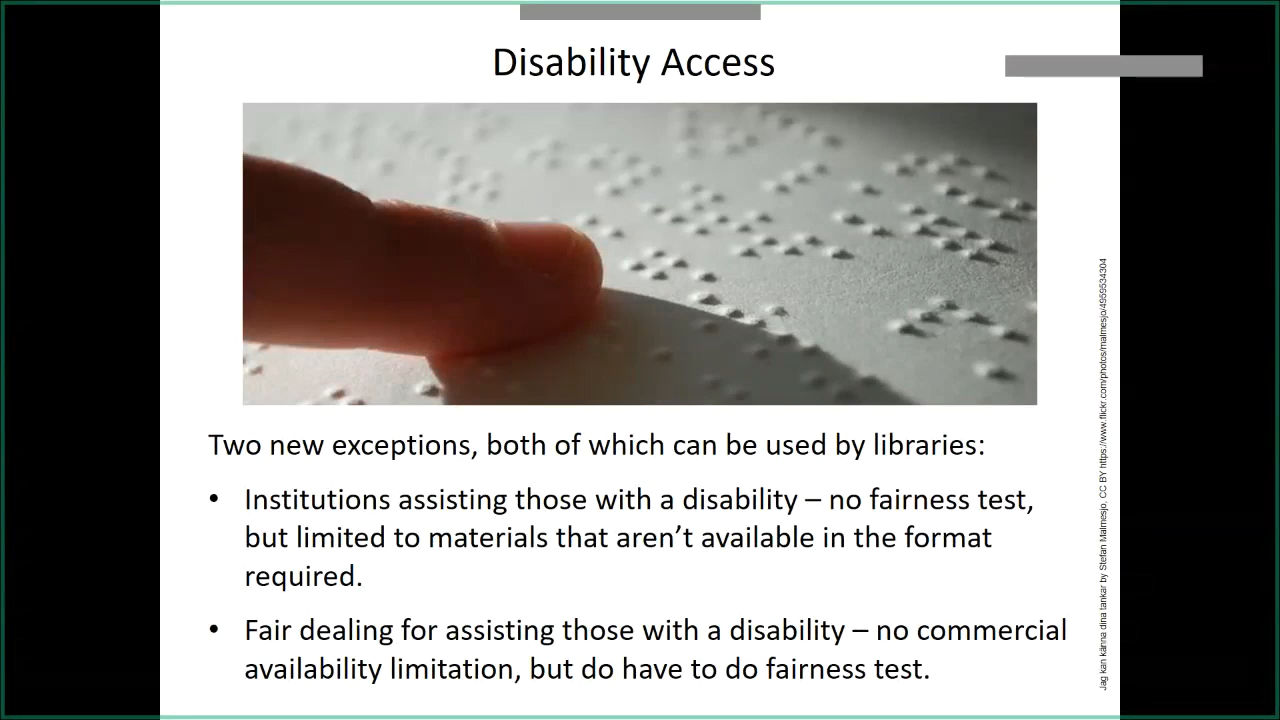 Disability Access
Two new exceptions, both of which can be used by libraries:
• Institutions assisting those with a disability – no fairness test,
but limited to materials that aren’t available in the format
required.
• Fair dealing for assisting those with a disability – no commercial
availability limitation, but do have to do fairness test.
Jag kan känna dina tankar by Stefan Malmesjo, CC BY https://www.flickr.com/photos/malmesjo/4959534304